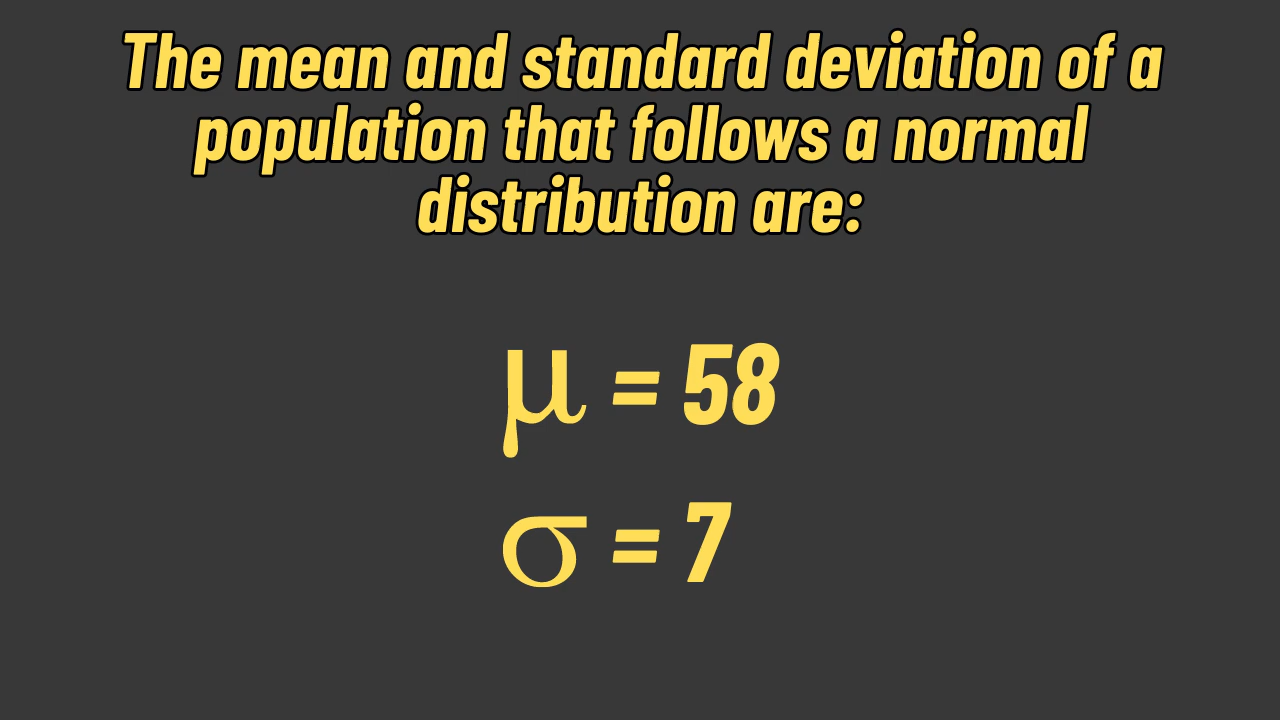 The mean and standard deviation of a
population that follows a normal
distribution are:
μ = 58
σ = 7